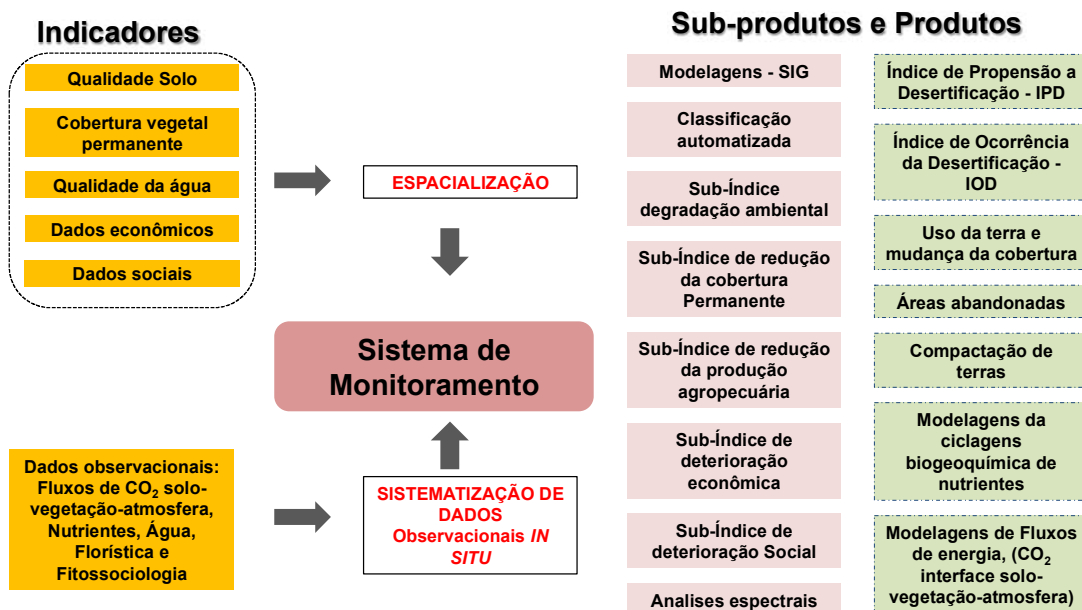 Indicadores
Qualidade Solo
Cobertura vegetal
permanente
Qualidade da água
Dados econômicos
Dados sociais
Dados observacionais:
Fluxos de CO₂ solo-
vegetação-atmosfera,
Nutrientes, Água,
Florística e
Fitossociologia
ESPACIALIZAÇÃO
Sistema de
Monitoramento
SISTEMATIZAÇÃO DE
DADOS
Observacionais IN
SITU
Sub-produtos e Produtos
Modelagens - SIG
Classificação
automatizada
Sub-Índice
degradação ambiental
Sub-Índice de redução
da cobertura
Permanente
Sub-Índice de redução
da produção
agropecuária
Sub-Índice de
deterioração
econômica
Sub-Índice de
deterioração Social
Analises espectrais
Índice de Propensão a
Desertificação - IPD
Índice de Ocorrência
da Desertificação -
IOD
Uso da terra e
mudança da cobertura
Áreas abandonadas
Compactação de
terras
Modelagens da
ciclagens
biogeoquímica de
nutrientes
Modelagens de Fluxos
de energia, (CO₂
interface solo-
vegetação-atmosfera)